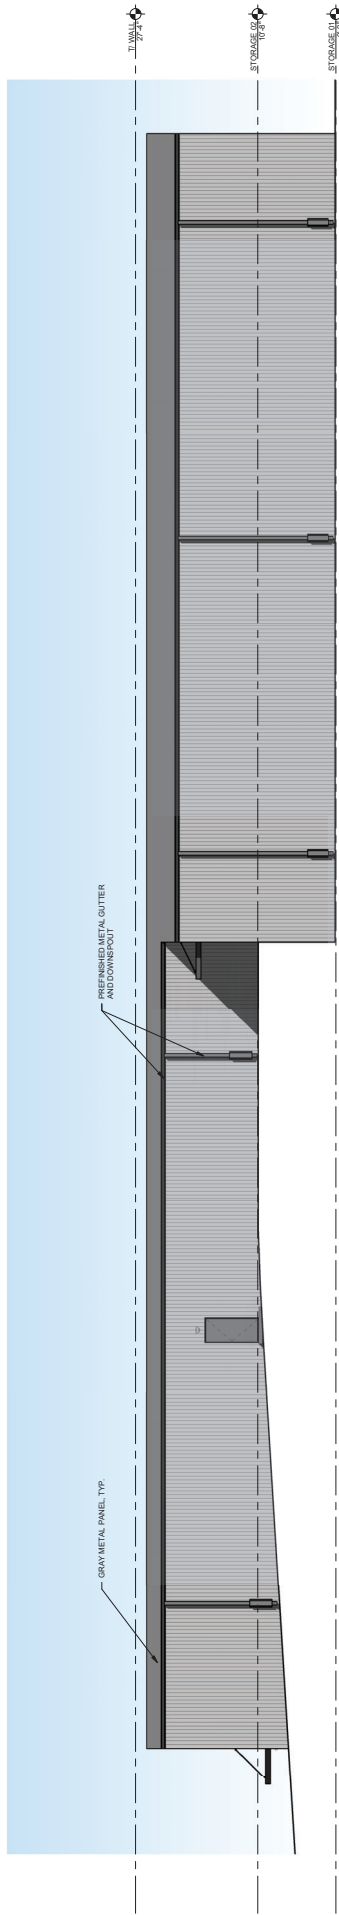 T/ WALL
27'-4"
STORAGE 02
10'-8"
STORAGE 01
PREFINISHED METAL GUTTER
AND DOWNSPOUT
GRAY METAL PANEL, TYP.